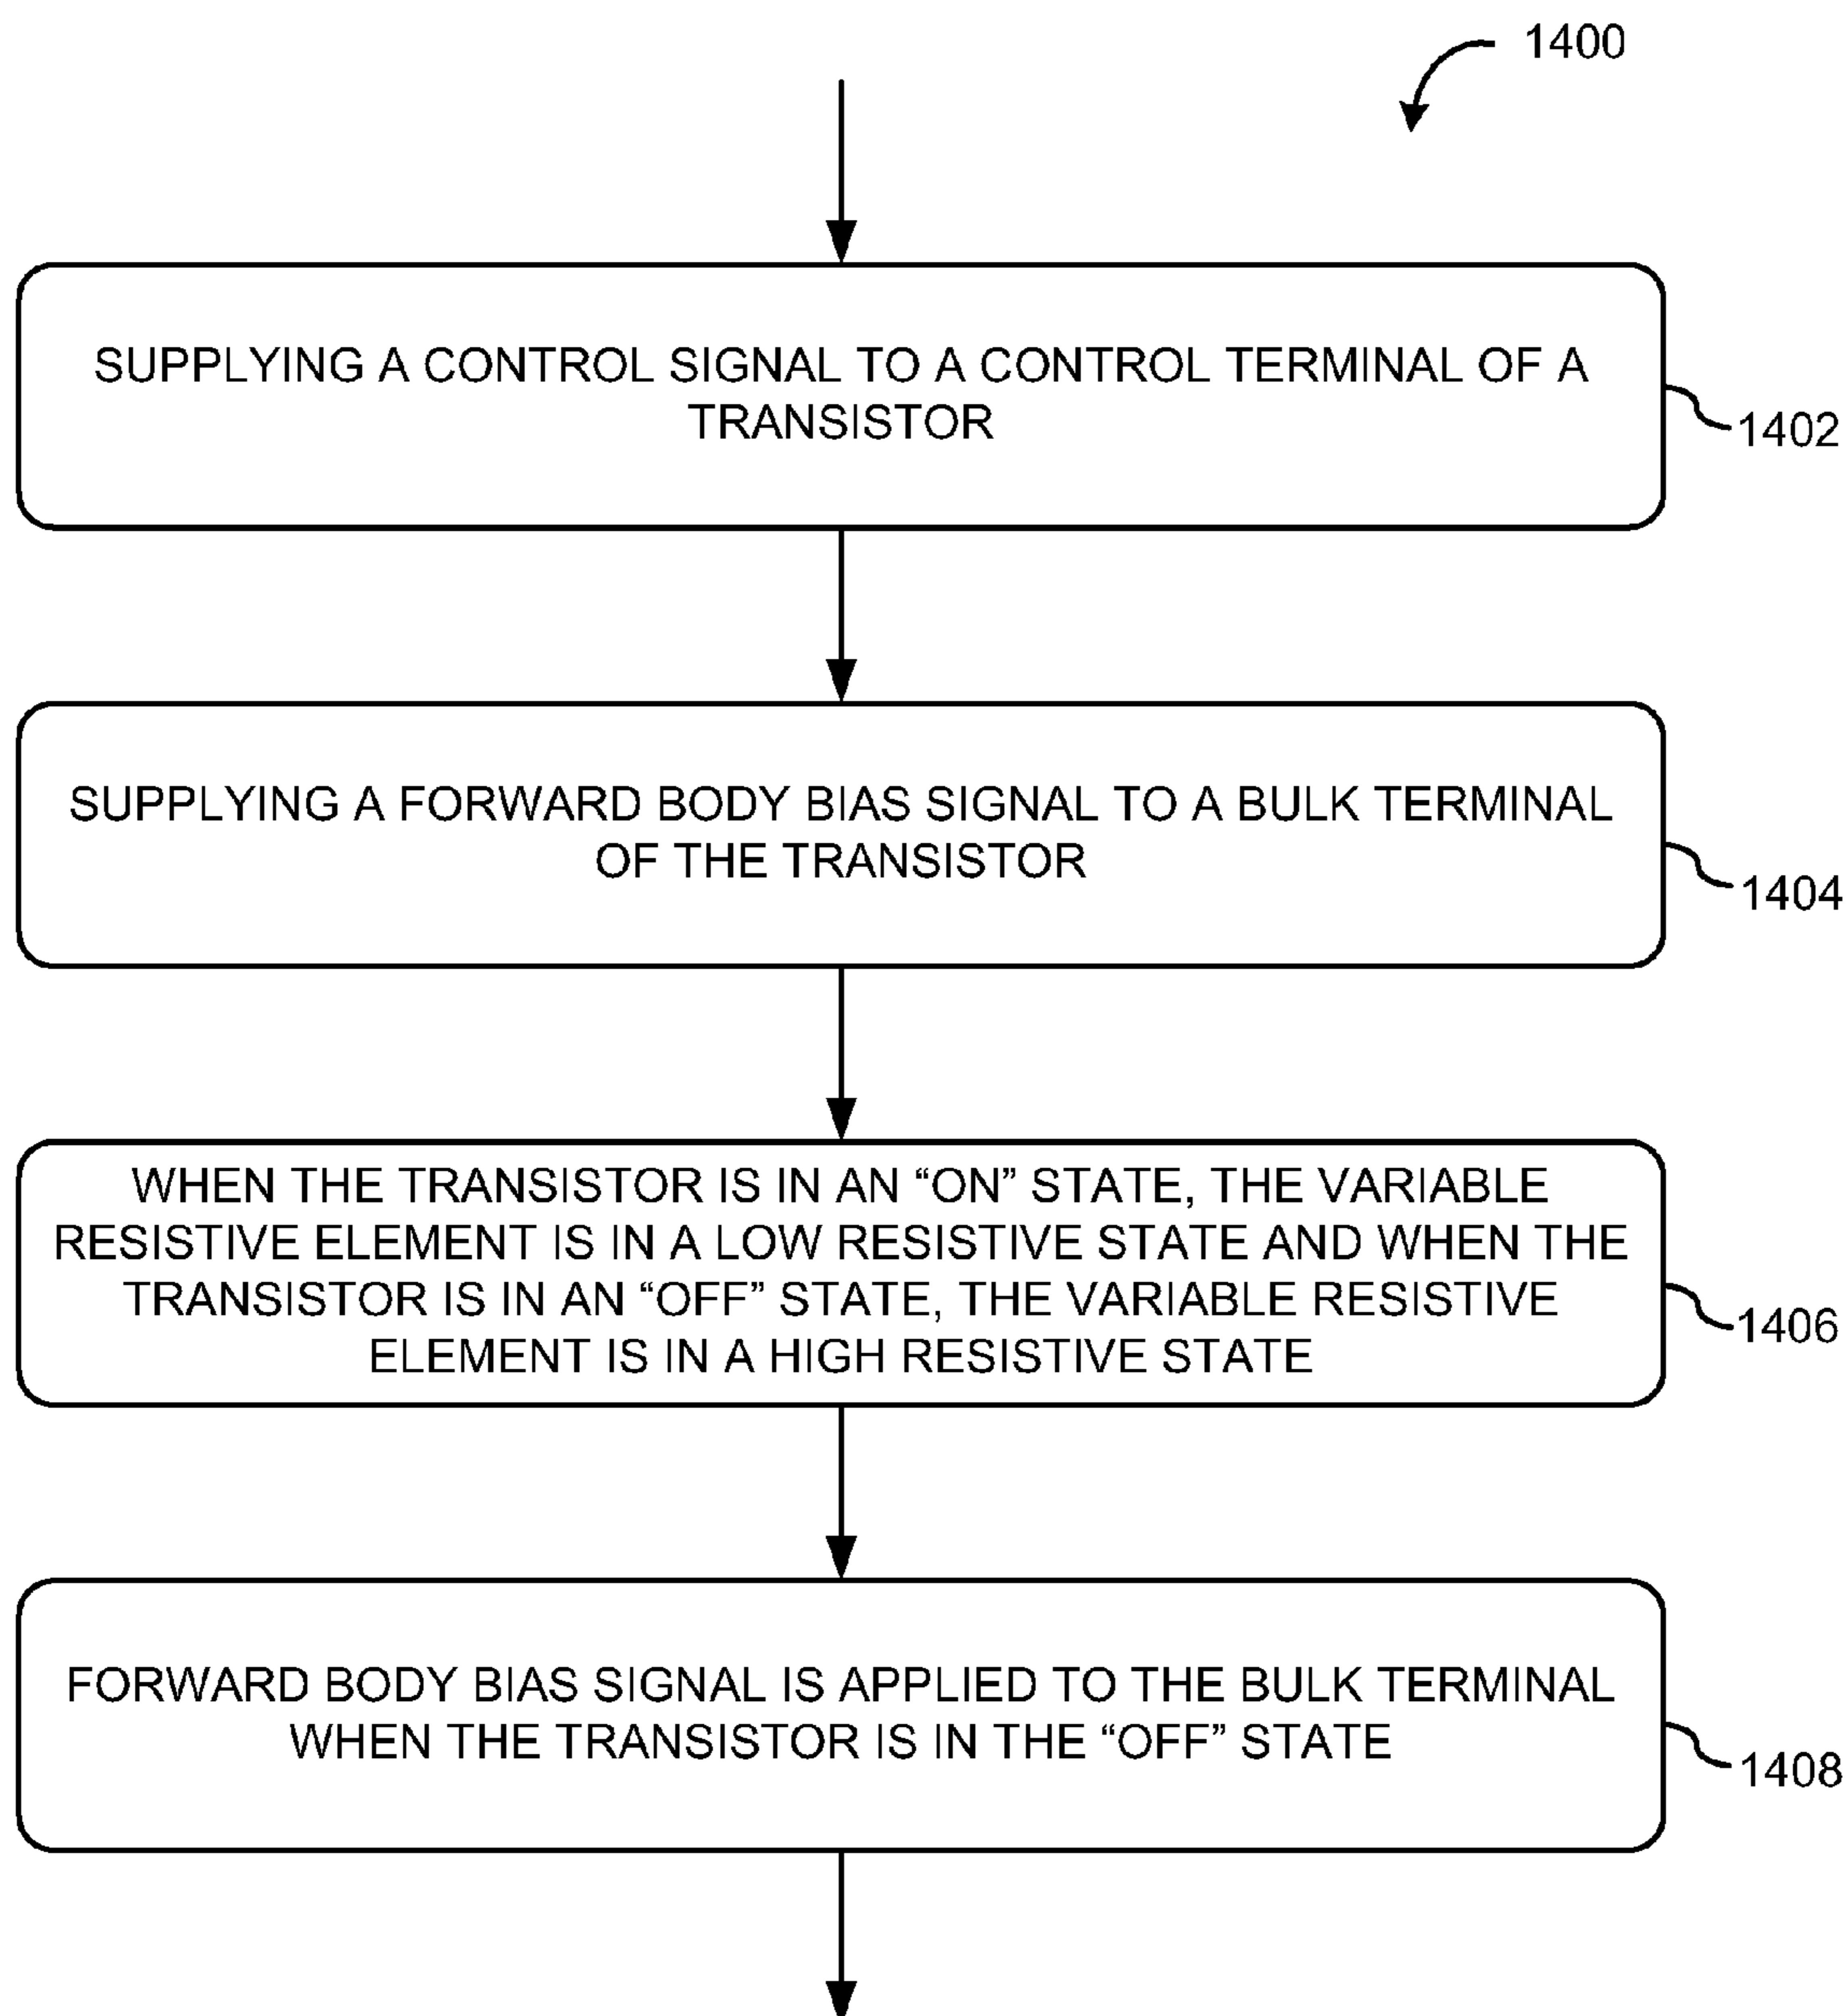 1400
SUPPLYING A CONTROL SIGNAL TO A CONTROL TERMINAL OF A
TRANSISTOR
1402
SUPPLYING A FORWARD BODY BIAS SIGNAL TO A BULK TERMINAL
OF THE TRANSISTOR
1404
WHEN THE TRANSISTOR IS IN AN “ON” STATE, THE VARIABLE
RESISTIVE ELEMENT IS IN A LOW RESISTIVE STATE AND WHEN THE
TRANSISTOR IS IN AN “OFF” STATE, THE VARIABLE RESISTIVE
ELEMENT IS IN A HIGH RESISTIVE STATE
1406
FORWARD BODY BIAS SIGNAL IS APPLIED TO THE BULK TERMINAL
WHEN THE TRANSISTOR IS IN THE “OFF” STATE
1408